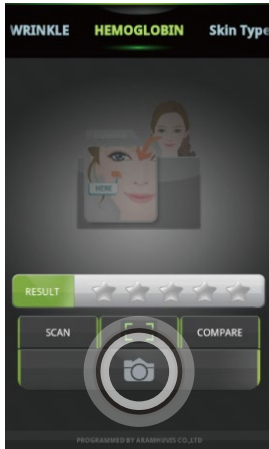 WRINKLE HEMOGLOBIN Skin Type
HERE
RESULT
SCAN COMPARE
PROGRAMMED BY ARAMHUVIS CO.,LTD